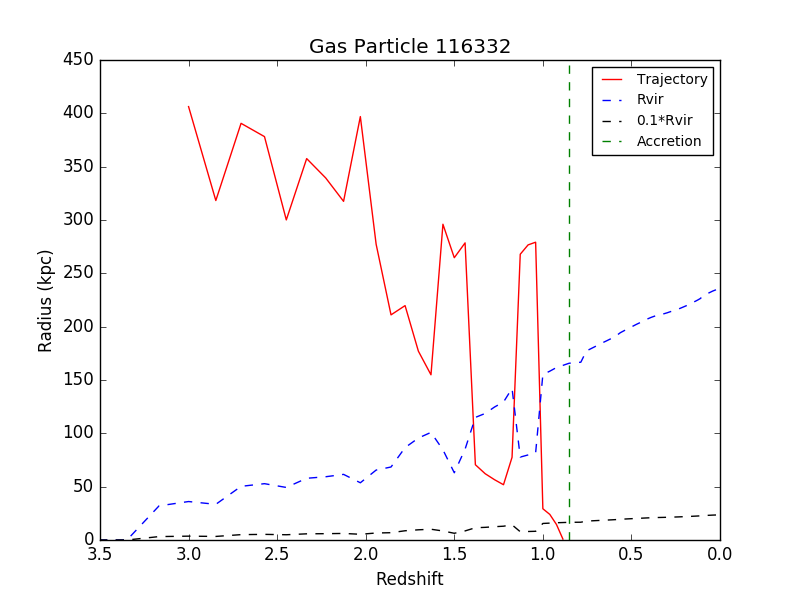 Gas Particle 116332
450
400
350
300
250
200
150
100
50
0
Radius (kpc)
Trajectory
Rvir
0.1*Rvir
Accretion
3.5 3.0 2.5 2.0 1.5 1.0 0.5 0.0
Redshift